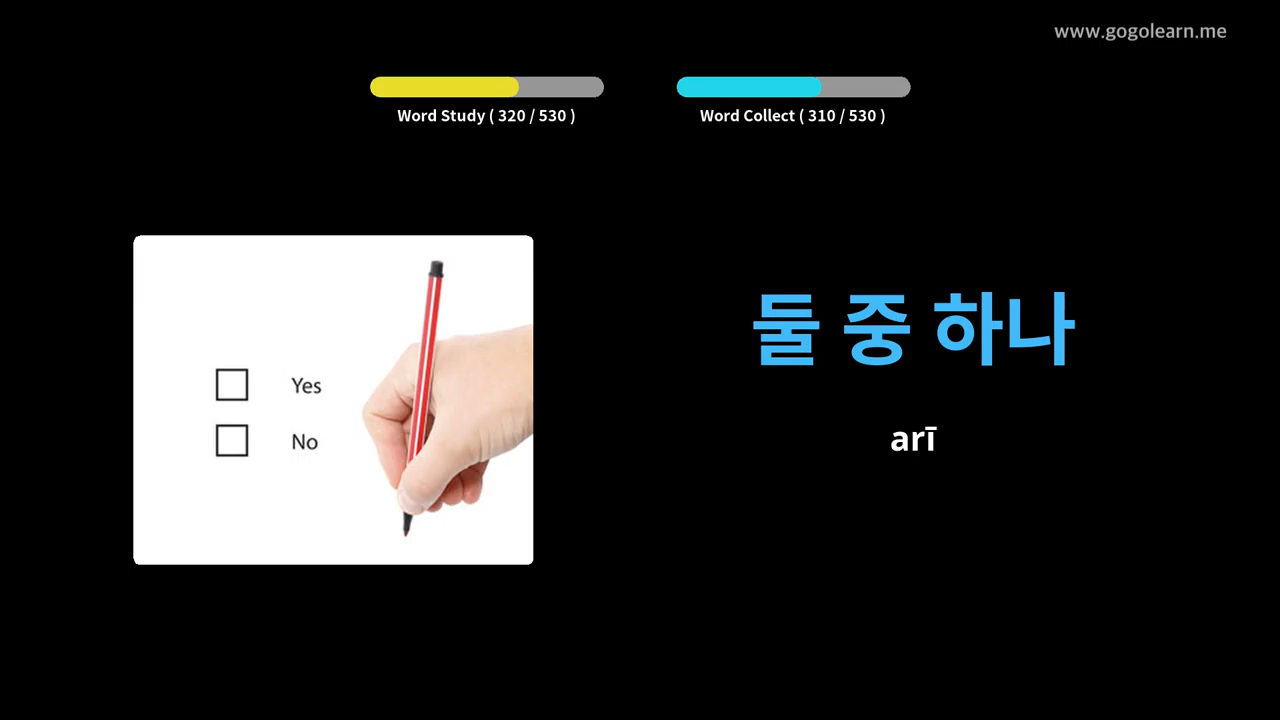 www.gogolearn.me
Word Study ( 320 / 530 )
Word Collect ( 310 / 530 )
Yes
No
둘 중 하나
arī